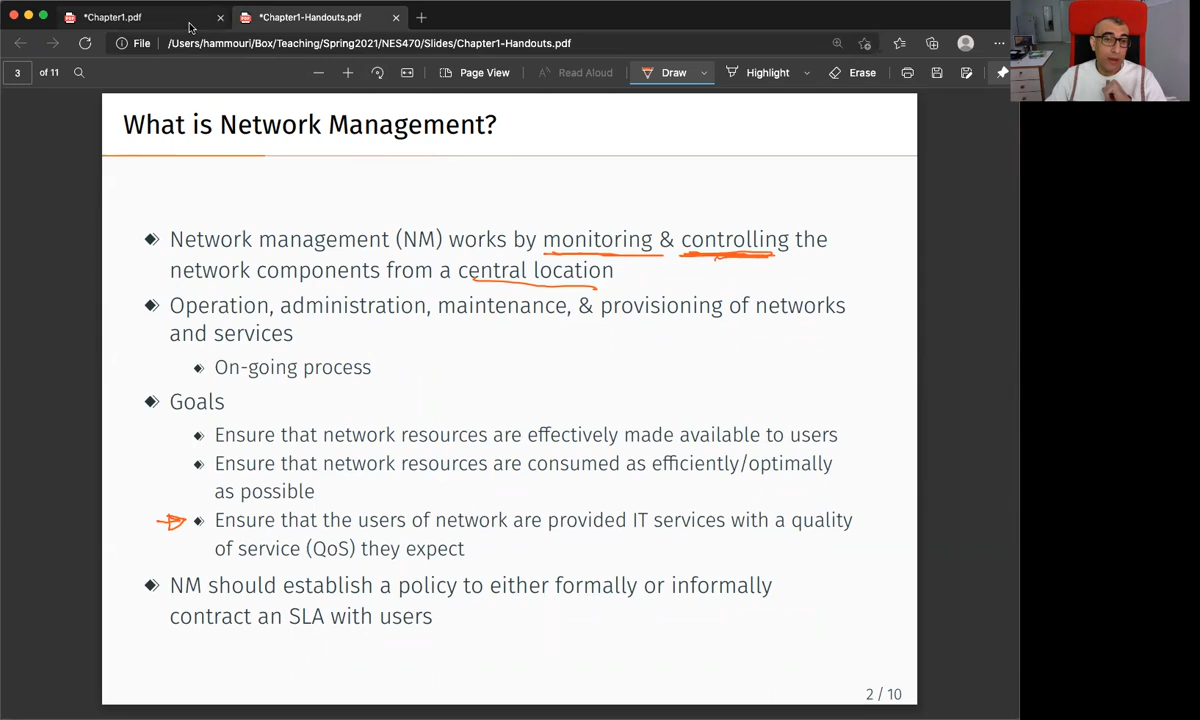 *Chapter1.pdf
*Chapter1-Handouts.pdf
File
/Users/hammouri/Box/Teaching/Spring2021/NES470/Slides/Chapter1-Handouts.pdf
3 of 11
Page View
Read Aloud
Draw
Highlight
Erase
What is Network Management?
Network management (NM) works by monitoring & controlling the
network components from a central location
Operation, administration, maintenance, & provisioning of networks
and services
On-going process
Goals
Ensure that network resources are effectively made available to users
Ensure that network resources are consumed as efficiently/optimally
as possible
Ensure that the users of network are provided IT services with a quality
of service (QoS) they expect
NM should establish a policy to either formally or informally
contract an SLA with users
2 / 10